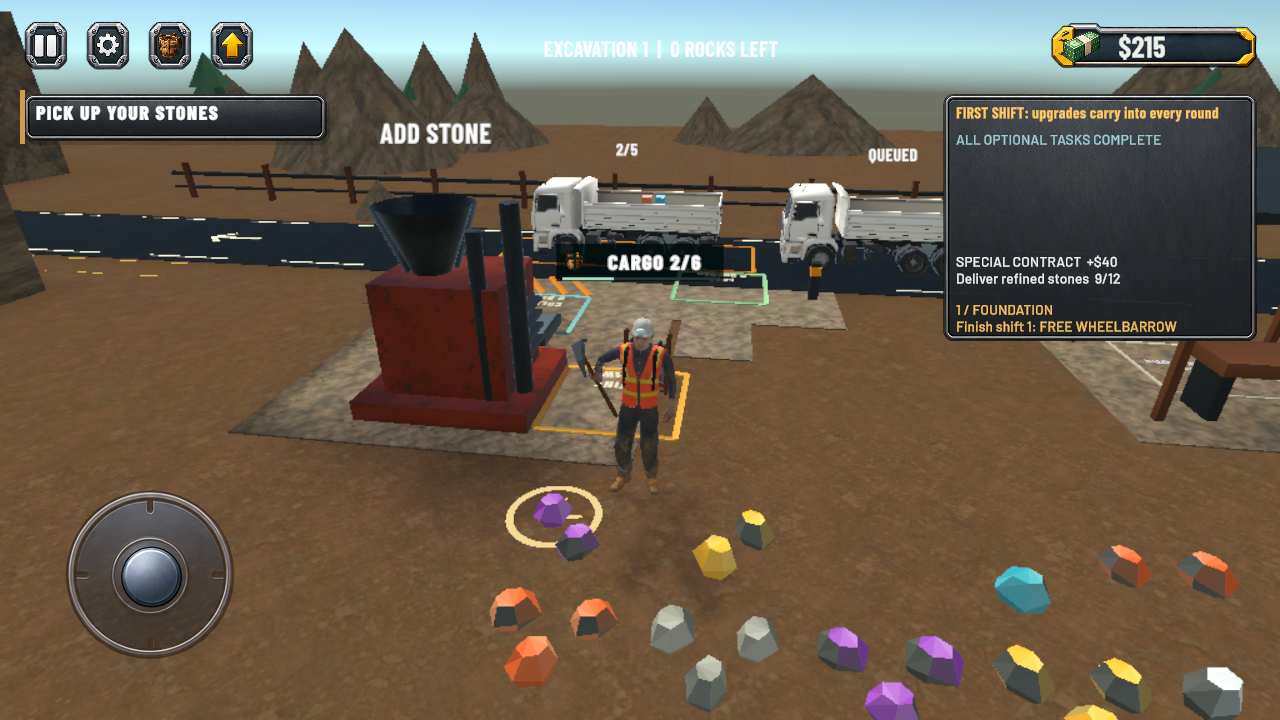 EXCAVATION 1 | 0 ROCKS LEFT
$215
PICK UP YOUR STONES
ADD STONE
2/5
QUEUED
CARGO 2/6
FIRST SHIFT: upgrades carry into every round
ALL OPTIONAL TASKS COMPLETE
SPECIAL CONTRACT +$40
Deliver refined stones 9/12
1 / FOUNDATION
Finish shift 1: FREE WHEELBARROW